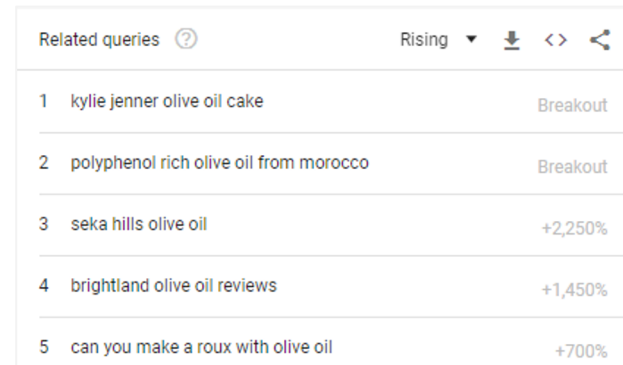 Related queries ? Rising
1 kylie jenner olive oil cake Breakout
2 polyphenol rich olive oil from morocco Breakout
3 seka hills olive oil +2,250%
4 brightland olive oil reviews +1,450%
5 can you make a roux with olive oil +700%